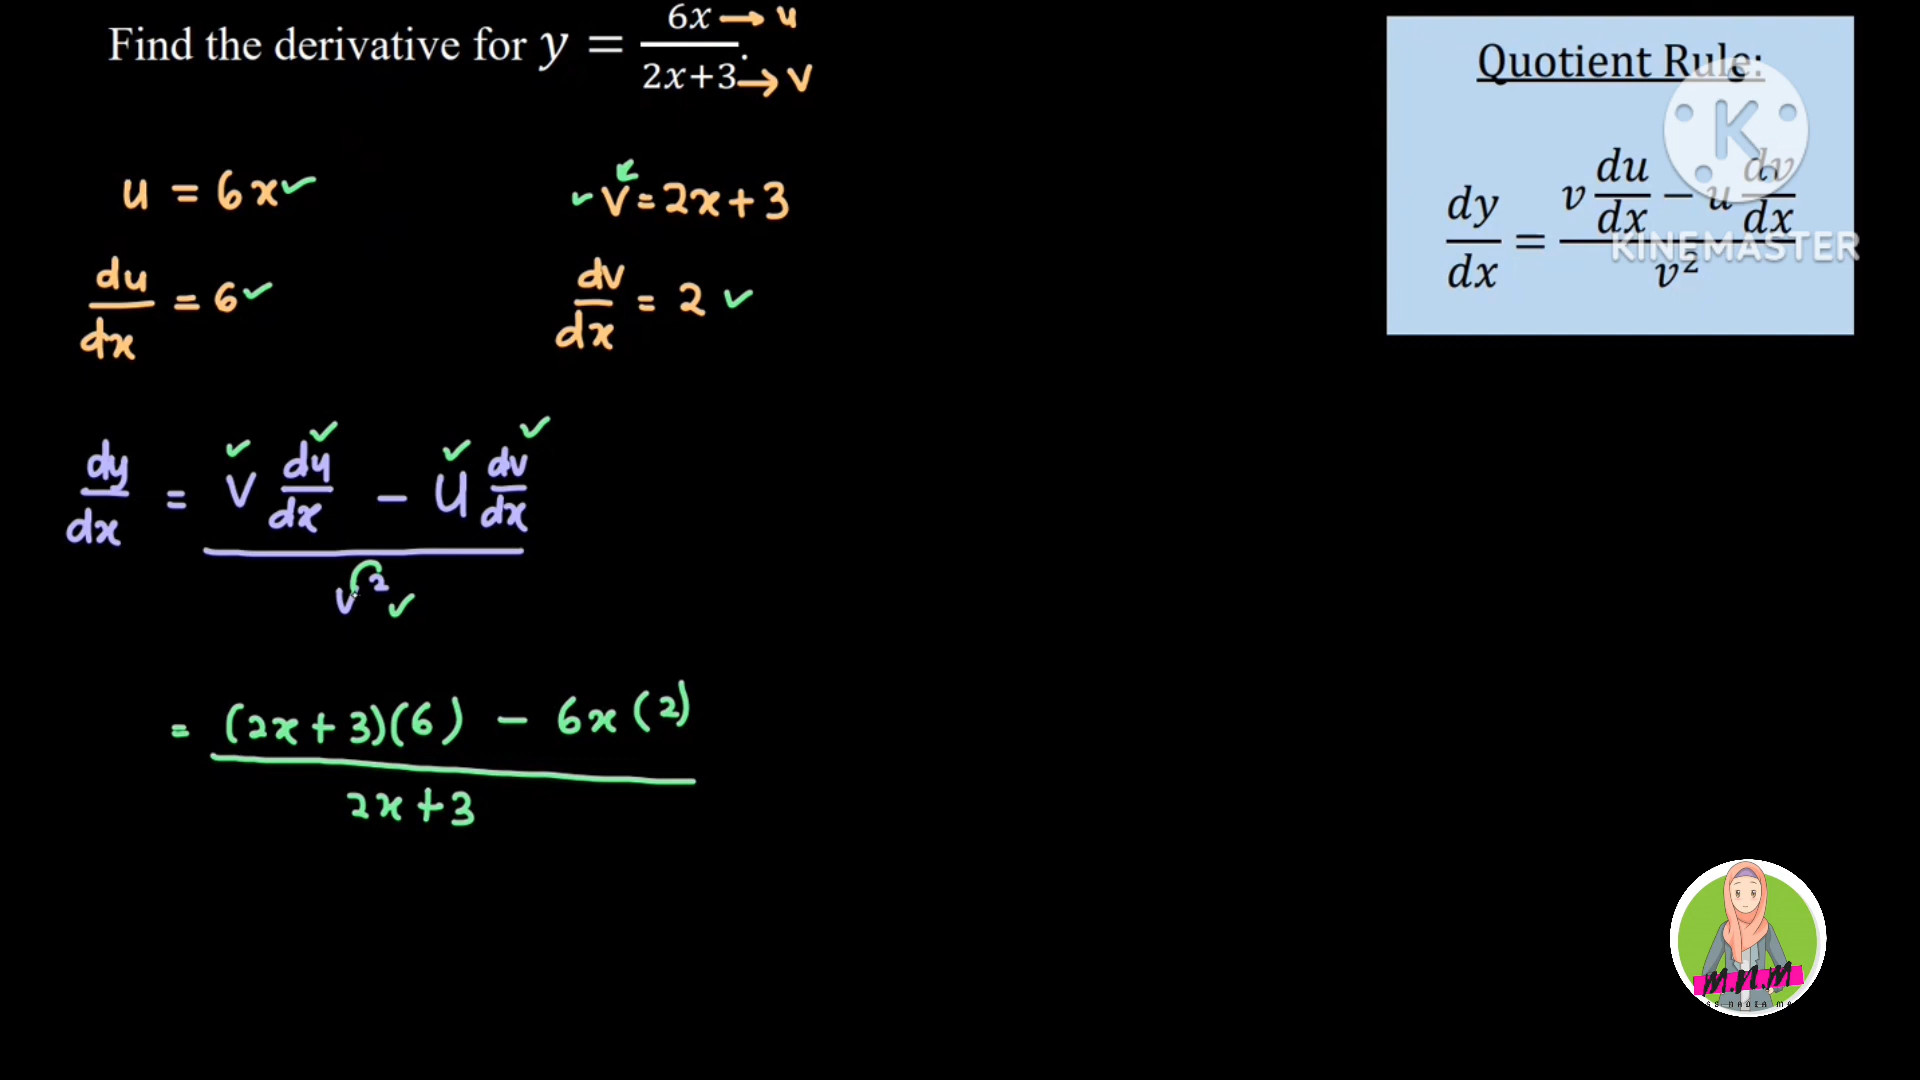 Find the derivative for y = 6x/2x+3. → u → v
Quotient Rule:
dy/dx = v du/dx − u dv/dx / v²
KINEMASTER
K
u = 6x ✓
✓ v = 2x + 3
du/dx = 6 ✓
dv/dx = 2 ✓
dy/dx = v du/dx − u dv/dx / v²
= (2x + 3)(6) − 6x(2) / 2x + 3
M.N.M